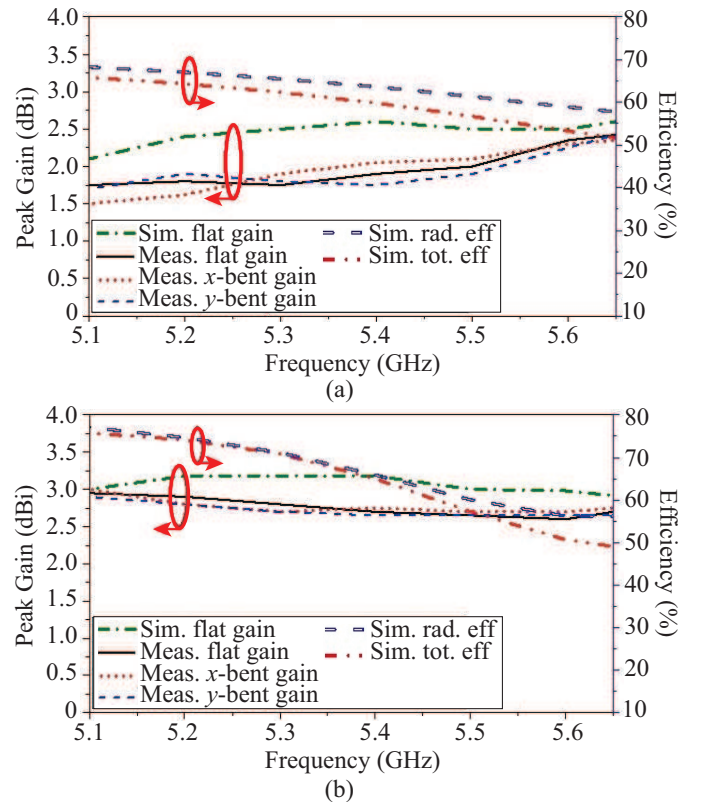 4.0
3.5
3.0
2.5
2.0
1.5
1.0
0.5
0
Peak Gain (dBi)
80
70
60
50
40
30
20
10
Efficiency (%)
Sim. flat gain
Meas. flat gain
Meas. x-bent gain
Meas. y-bent gain
Sim. rad. eff
Sim. tot. eff
5.1 5.2 5.3 5.4 5.5 5.6
Frequency (GHz)
(a)
4.0
3.5
3.0
2.5
2.0
1.5
1.0
0.5
0
Peak Gain (dBi)
80
70
60
50
40
30
20
10
Efficiency (%)
Sim. flat gain
Meas. flat gain
Meas. x-bent gain
Meas. y-bent gain
Sim. rad. eff
Sim. tot. eff
5.1 5.2 5.3 5.4 5.5 5.6
Frequency (GHz)
(b)